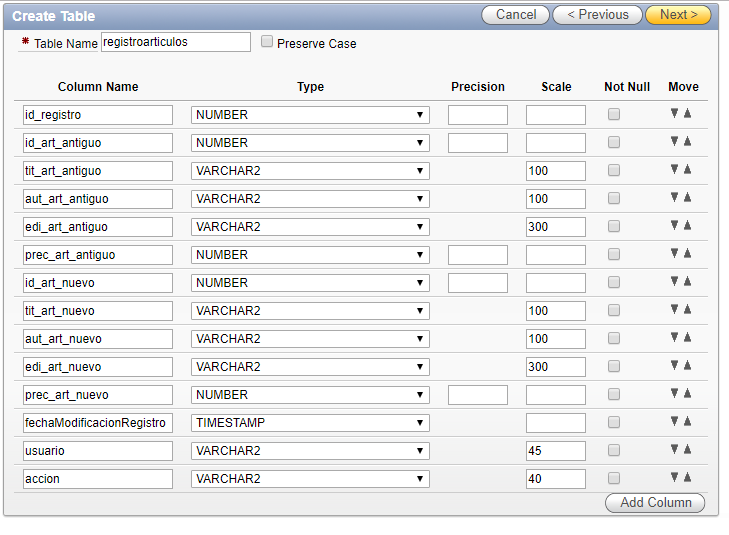 Create Table Cancel < Previous Next >
* Table Name registroarticulos Preserve Case
Column Name Type Precision Scale Not Null Move
id_registro NUMBER
id_art_antiguo NUMBER
tit_art_antiguo VARCHAR2 100
aut_art_antiguo VARCHAR2 100
edi_art_antiguo VARCHAR2 300
prec_art_antiguo NUMBER
id_art_nuevo NUMBER
tit_art_nuevo VARCHAR2 100
aut_art_nuevo VARCHAR2 100
edi_art_nuevo VARCHAR2 300
prec_art_nuevo NUMBER
fechaModificacionRegistro TIMESTAMP
usuario VARCHAR2 45
accion VARCHAR2 40
Add Column